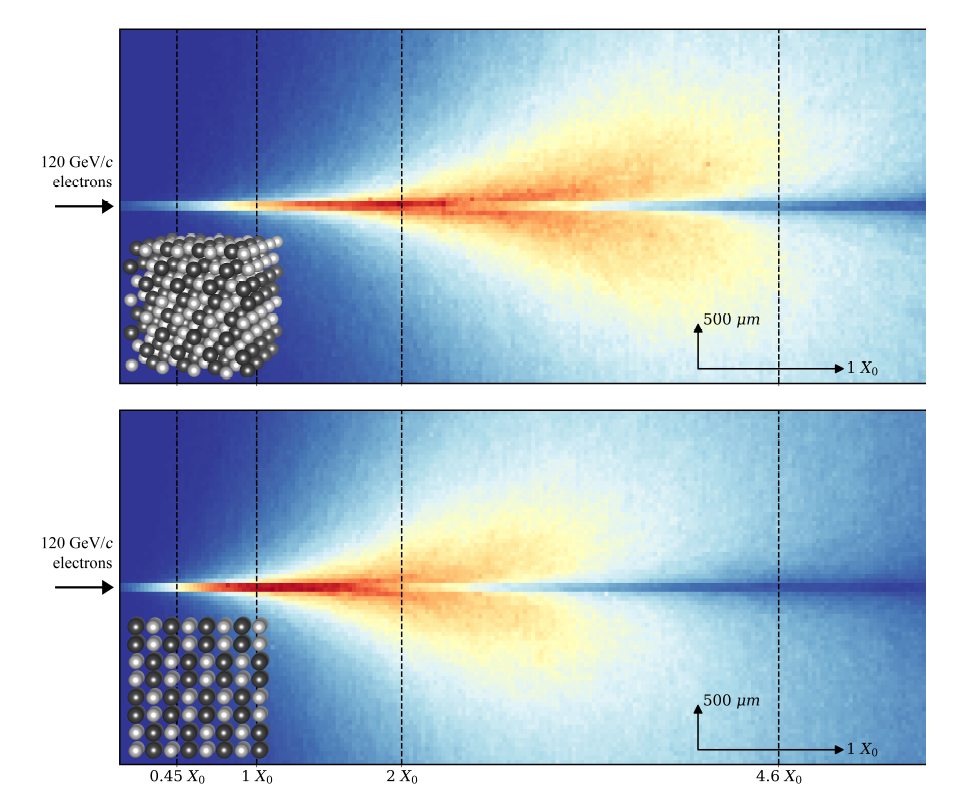 120 GeV/c
electrons
500 μm
1 X₀
120 GeV/c
electrons
500 μm
1 X₀
0.45 X₀ 1 X₀ 2 X₀ 4.6 X₀